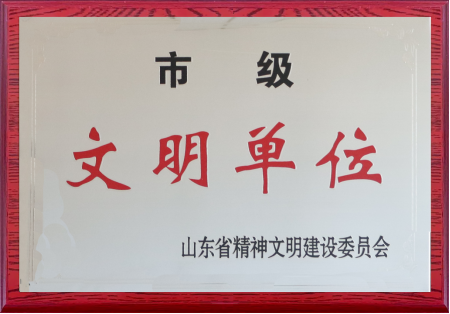 市级
文明单位
山东省精神文明建设委员会